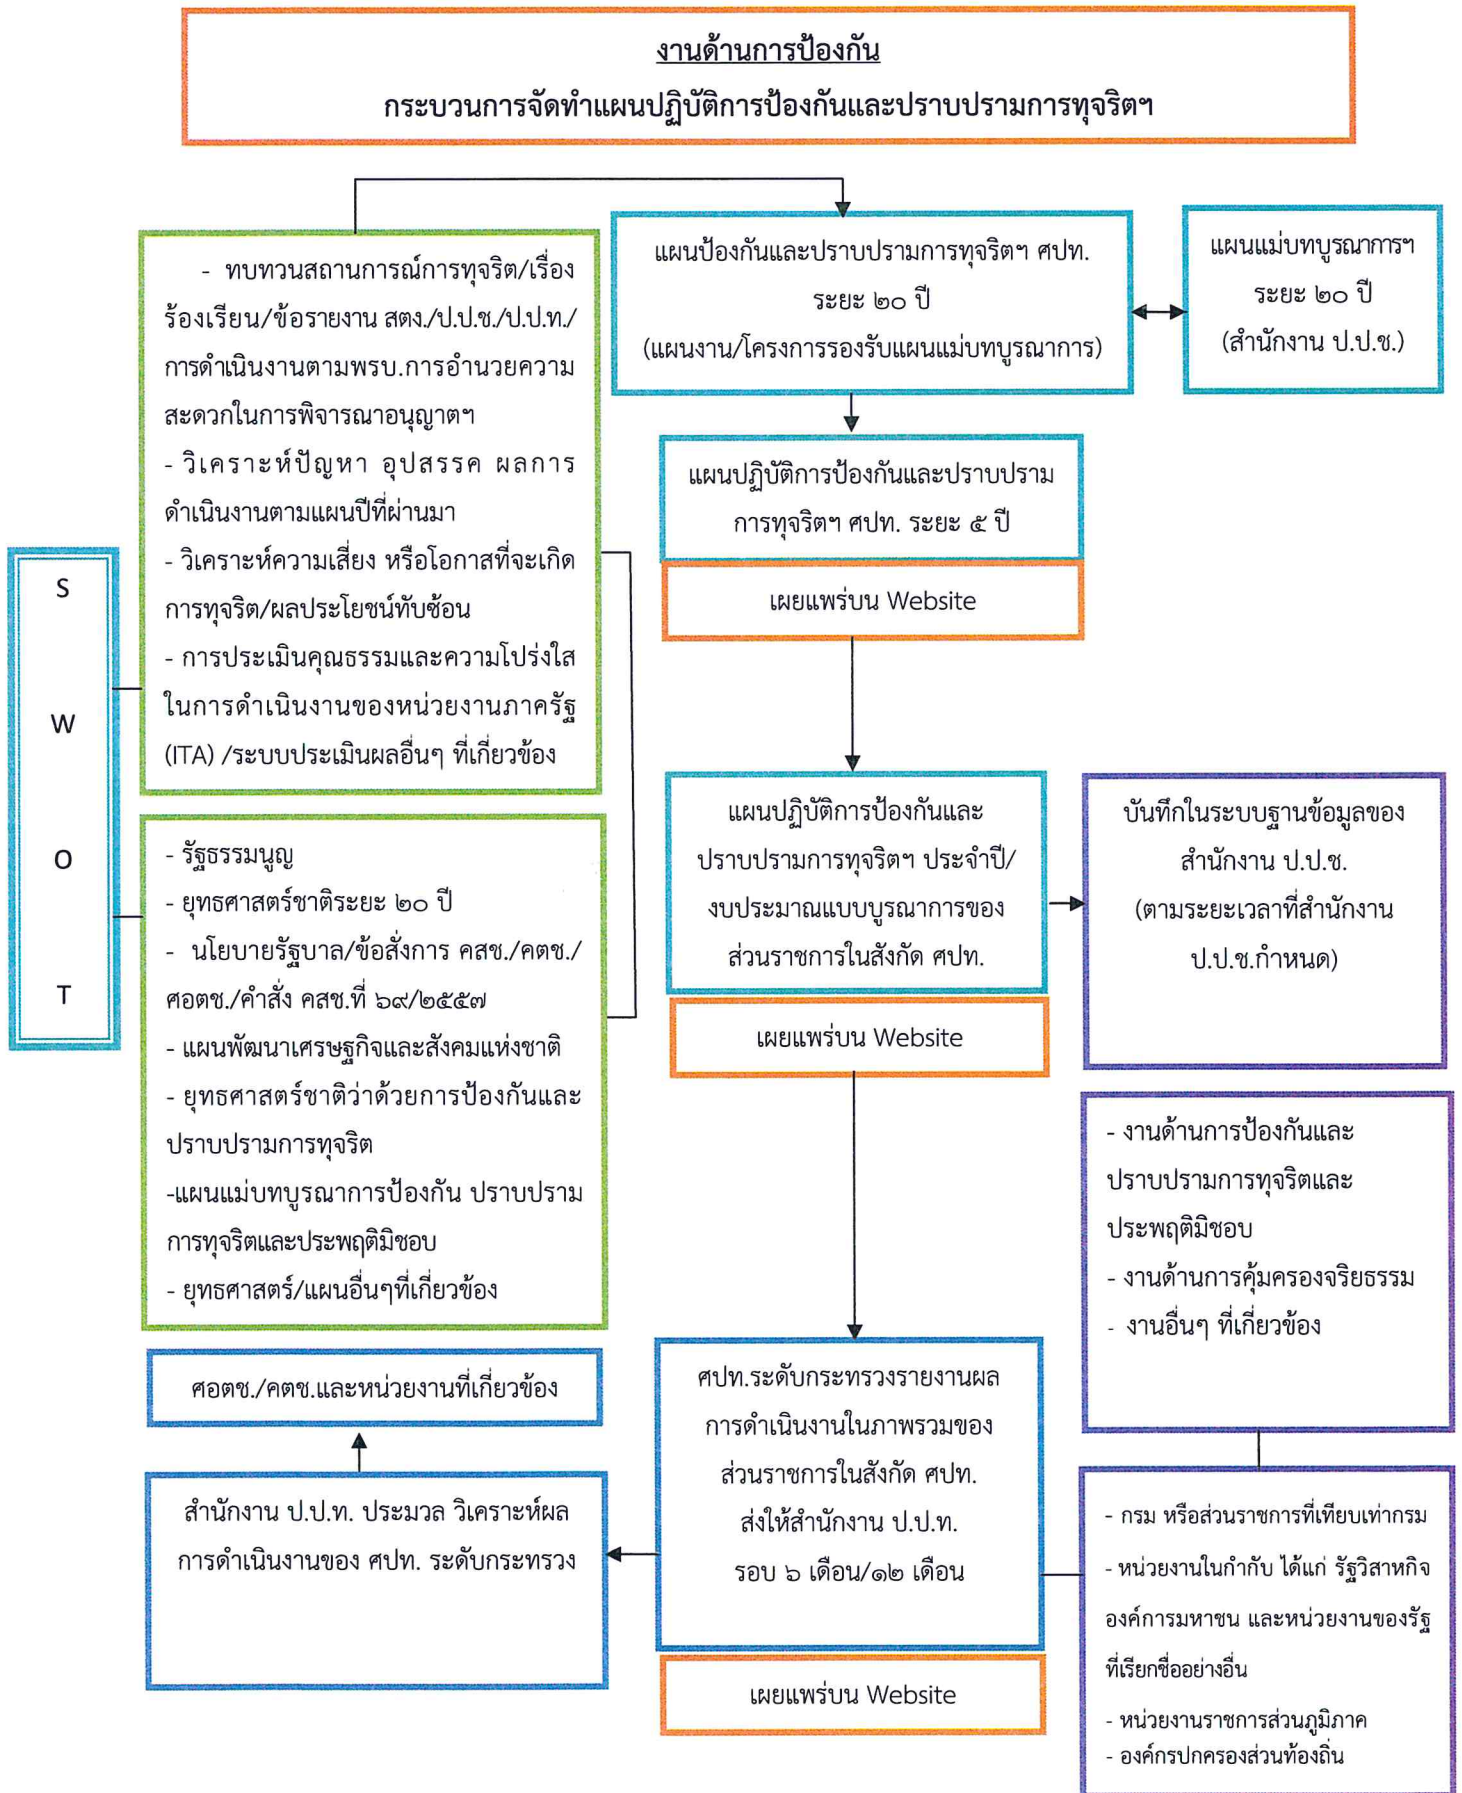 งานด้านการป้องกัน
กระบวนการจัดทำแผนปฏิบัติการป้องกันและปราบปรามการทุจริตฯ
แผนป้องกันและปราบปรามการทุจริตฯ ศปท.
ระยะ ๒๐ ปี
(แผนงาน/โครงการรองรับแผนแม่บทบูรณาการ)
แผนแม่บทบูรณาการฯ
ระยะ ๒๐ ปี
(สำนักงาน ป.ป.ช.)
- ทบทวนสถานการณ์การทุจริต/เรื่อง
ร้องเรียน/ข้อรายงาน สตง./ป.ป.ช./ป.ป.ท./
การดำเนินงานตามพรบ.การอำนวยความ
สะดวกในการพิจารณาอนุญาตฯ
- วิเคราะห์ปัญหา อุปสรรค ผลการ
ดำเนินงานตามแผนปีที่ผ่านมา
- วิเคราะห์ความเสี่ยง หรือโอกาสที่จะเกิด
การทุจริต/ผลประโยชน์ทับซ้อน
- การประเมินคุณธรรมและความโปร่งใส
ในการดำเนินงานของหน่วยงานภาครัฐ
(ITA) /ระบบประเมินผลอื่นๆ ที่เกี่ยวข้อง
แผนปฏิบัติการป้องกันและปราบปราม
การทุจริตฯ ศปท. ระยะ ๕ ปี
เผยแพร่บน Website
S
W
O
T
- รัฐธรรมนูญ
- ยุทธศาสตร์ชาติระยะ ๒๐ ปี
- นโยบายรัฐบาล/ข้อสั่งการ คสช./คตช./
ศอตช./คำสั่ง คสช.ที่ ๖๙/๒๕๕๗
- แผนพัฒนาเศรษฐกิจและสังคมแห่งชาติ
- ยุทธศาสตร์ชาติว่าด้วยการป้องกันและ
ปราบปรามการทุจริต
-แผนแม่บทบูรณาการป้องกัน ปราบปราม
การทุจริตและประพฤติมิชอบ
- ยุทธศาสตร์/แผนอื่นๆที่เกี่ยวข้อง
แผนปฏิบัติการป้องกันและ
ปราบปรามการทุจริตฯ ประจำปี/
งบประมาณแบบบูรณาการของ
ส่วนราชการในสังกัด ศปท.
เผยแพร่บน Website
บันทึกในระบบฐานข้อมูลของ
สำนักงาน ป.ป.ช.
(ตามระยะเวลาที่สำนักงาน
ป.ป.ช.กำหนด)
- งานด้านการป้องกันและ
ปราบปรามการทุจริตและ
ประพฤติมิชอบ
- งานด้านการคุ้มครองจริยธรรม
- งานอื่นๆ ที่เกี่ยวข้อง
ศอตช./คตช.และหน่วยงานที่เกี่ยวข้อง
สำนักงาน ป.ป.ท. ประมวล วิเคราะห์ผล
การดำเนินงานของ ศปท. ระดับกระทรวง
ศปท.ระดับกระทรวงรายงานผล
การดำเนินงานในภาพรวมของ
ส่วนราชการในสังกัด ศปท.
ส่งให้สำนักงาน ป.ป.ท.
รอบ ๖ เดือน/๑๒ เดือน
เผยแพร่บน Website
- กรม หรือส่วนราชการที่เทียบเท่ากรม
- หน่วยงานในกำกับ ได้แก่ รัฐวิสาหกิจ
องค์การมหาชน และหน่วยงานของรัฐ
ที่เรียกชื่ออย่างอื่น
- หน่วยงานราชการส่วนภูมิภาค
- องค์กรปกครองส่วนท้องถิ่น